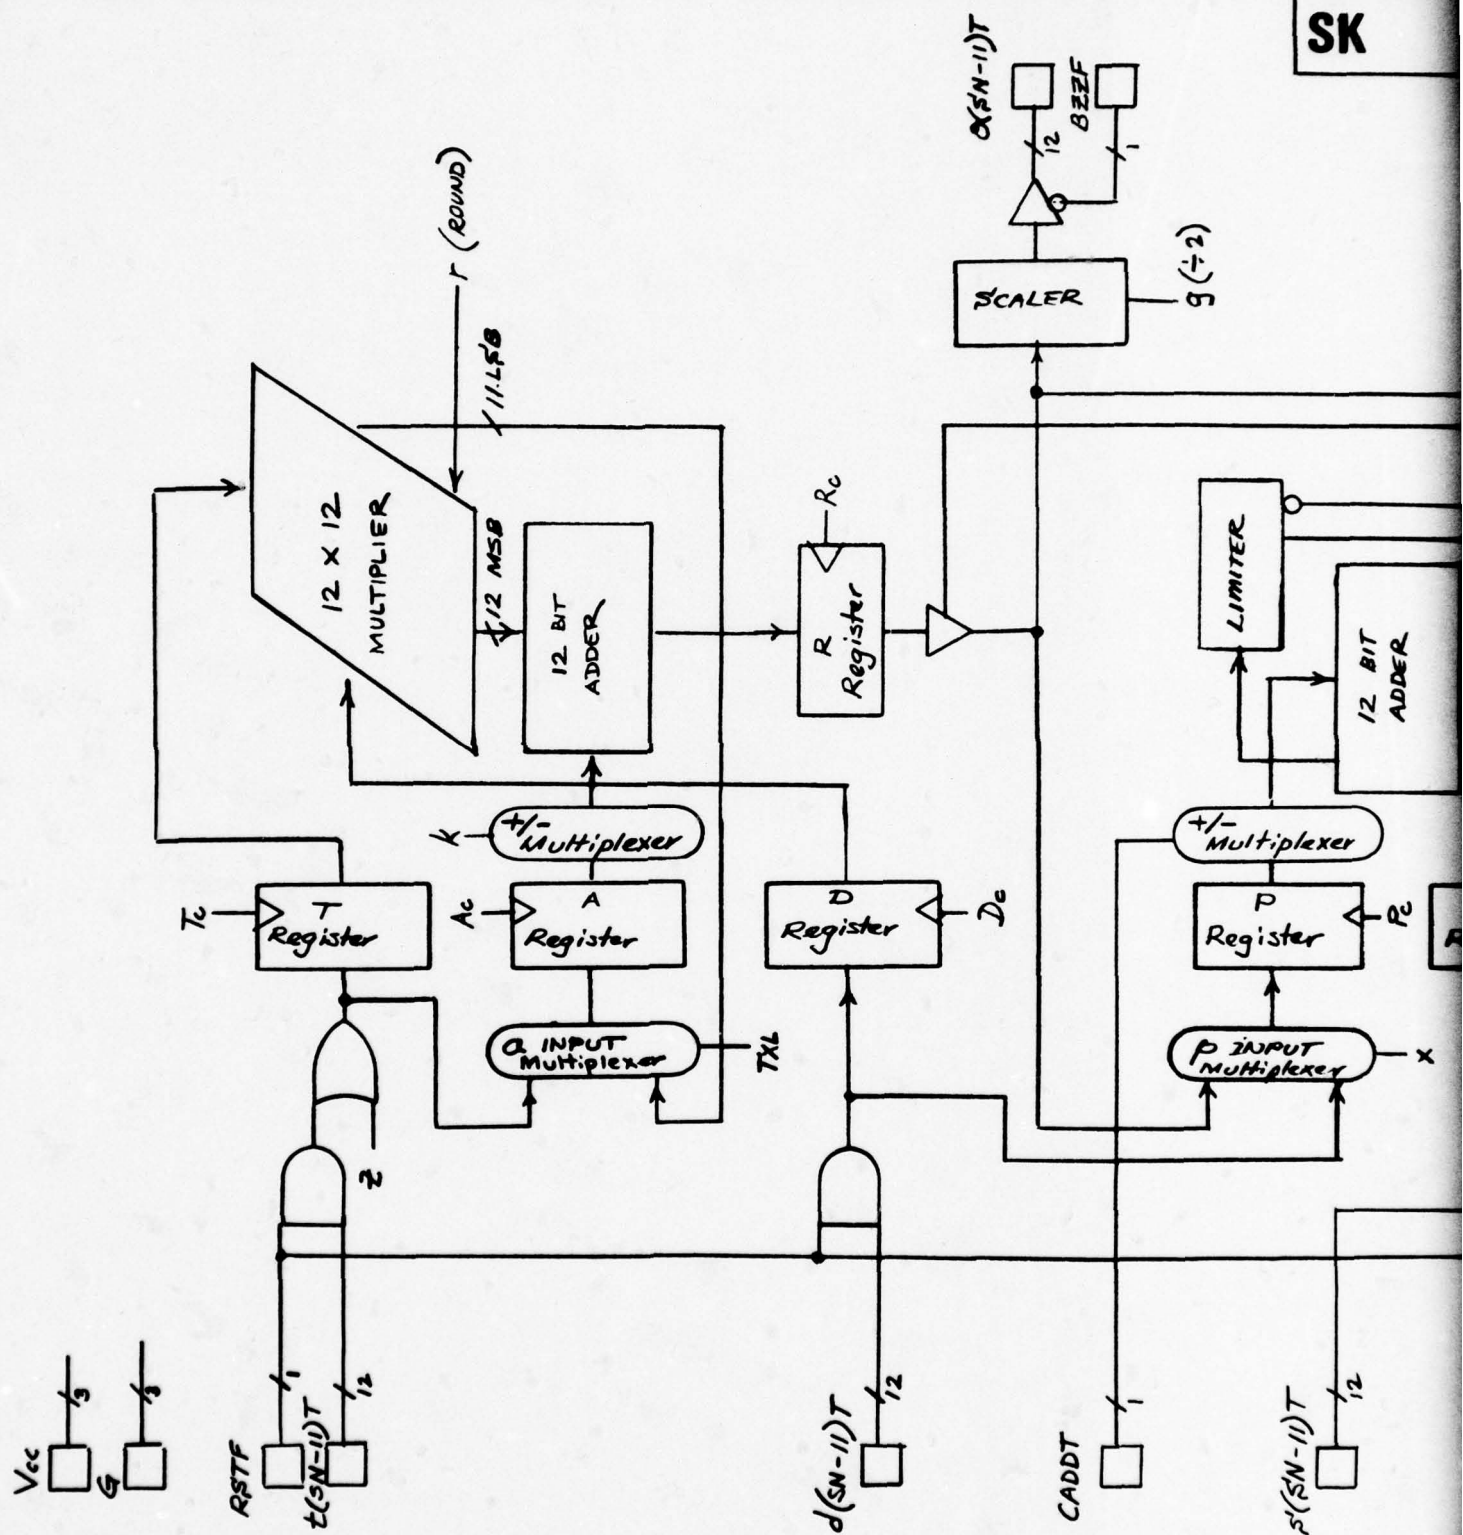 SK
α(SN-11)T
BZZF
12
1
r (ROUND)
SCALER
g (÷2)
11 LSB
12 X 12
MULTIPLIER
12 MSB
12 BIT
ADDER
Rc
R
Register
LIMITER
12 BIT
ADDER
k
+/-
Multiplexer
+/-
Multiplexer
Tc
T
Register
Ac
A
Register
D
Register
Dc
P
Register
Pc
a INPUT
Multiplexer
TXL
p INPUT
Multiplexer
x
Z
3
3
1
12
12
1
12
Vcc
G
RSTF
t(SN-11)T
d(SN-11)T
CADDT
s(SN-11)T